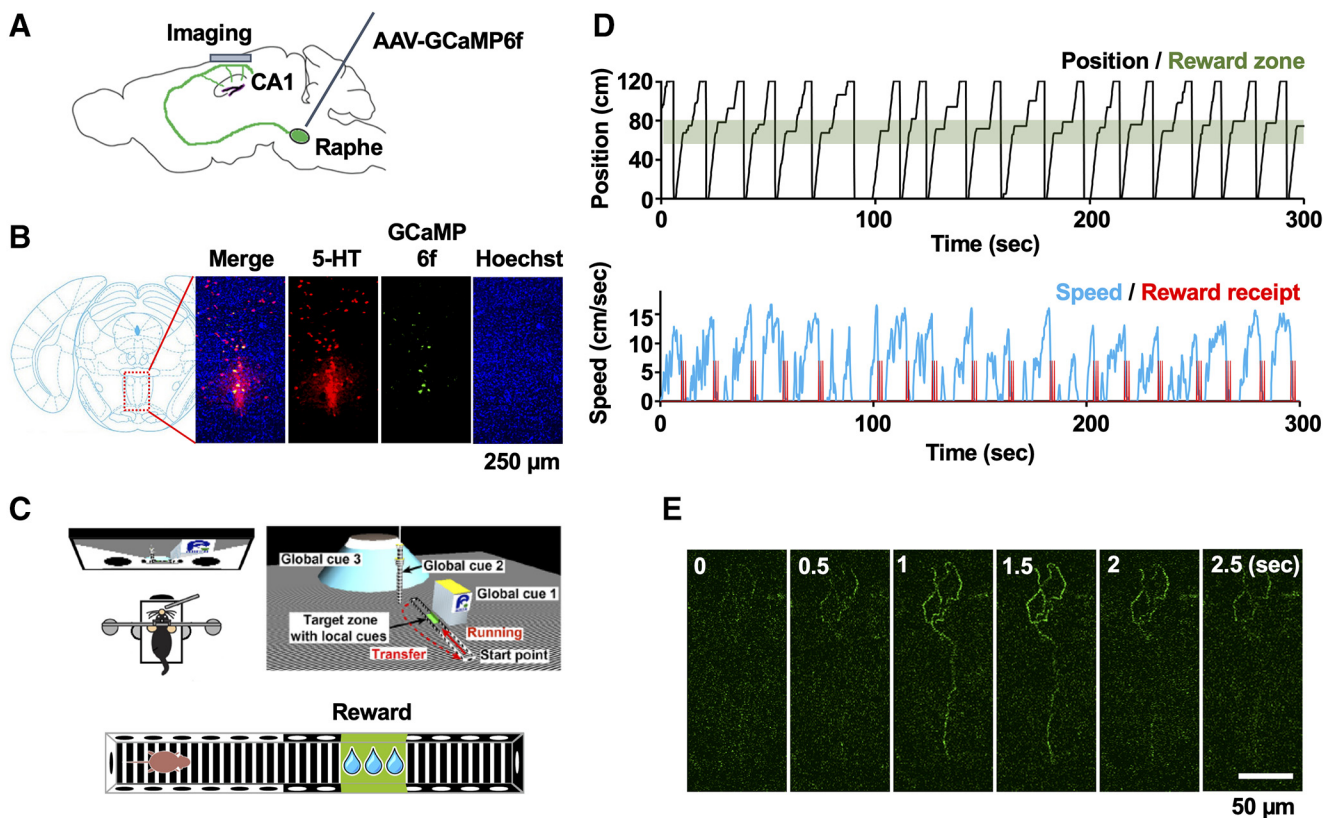 A
Imaging
AAV-GCaMP6f
CA1
Raphe
B
GCaMP
Merge 5-HT 6f Hoechst
250 µm
C
Global cue 3
Global cue 2
Global cue 1
Target zone
with local cues
Running
Transfer
Start point
Reward
D
Position / Reward zone
Position (cm)
120
80
40
0
0 100 200 300
Time (sec)
Speed / Reward receipt
Speed (cm/sec)
15
10
5
0
0 100 200 300
Time (sec)
E
0 0.5 1 1.5 2 2.5 (sec)
50 µm